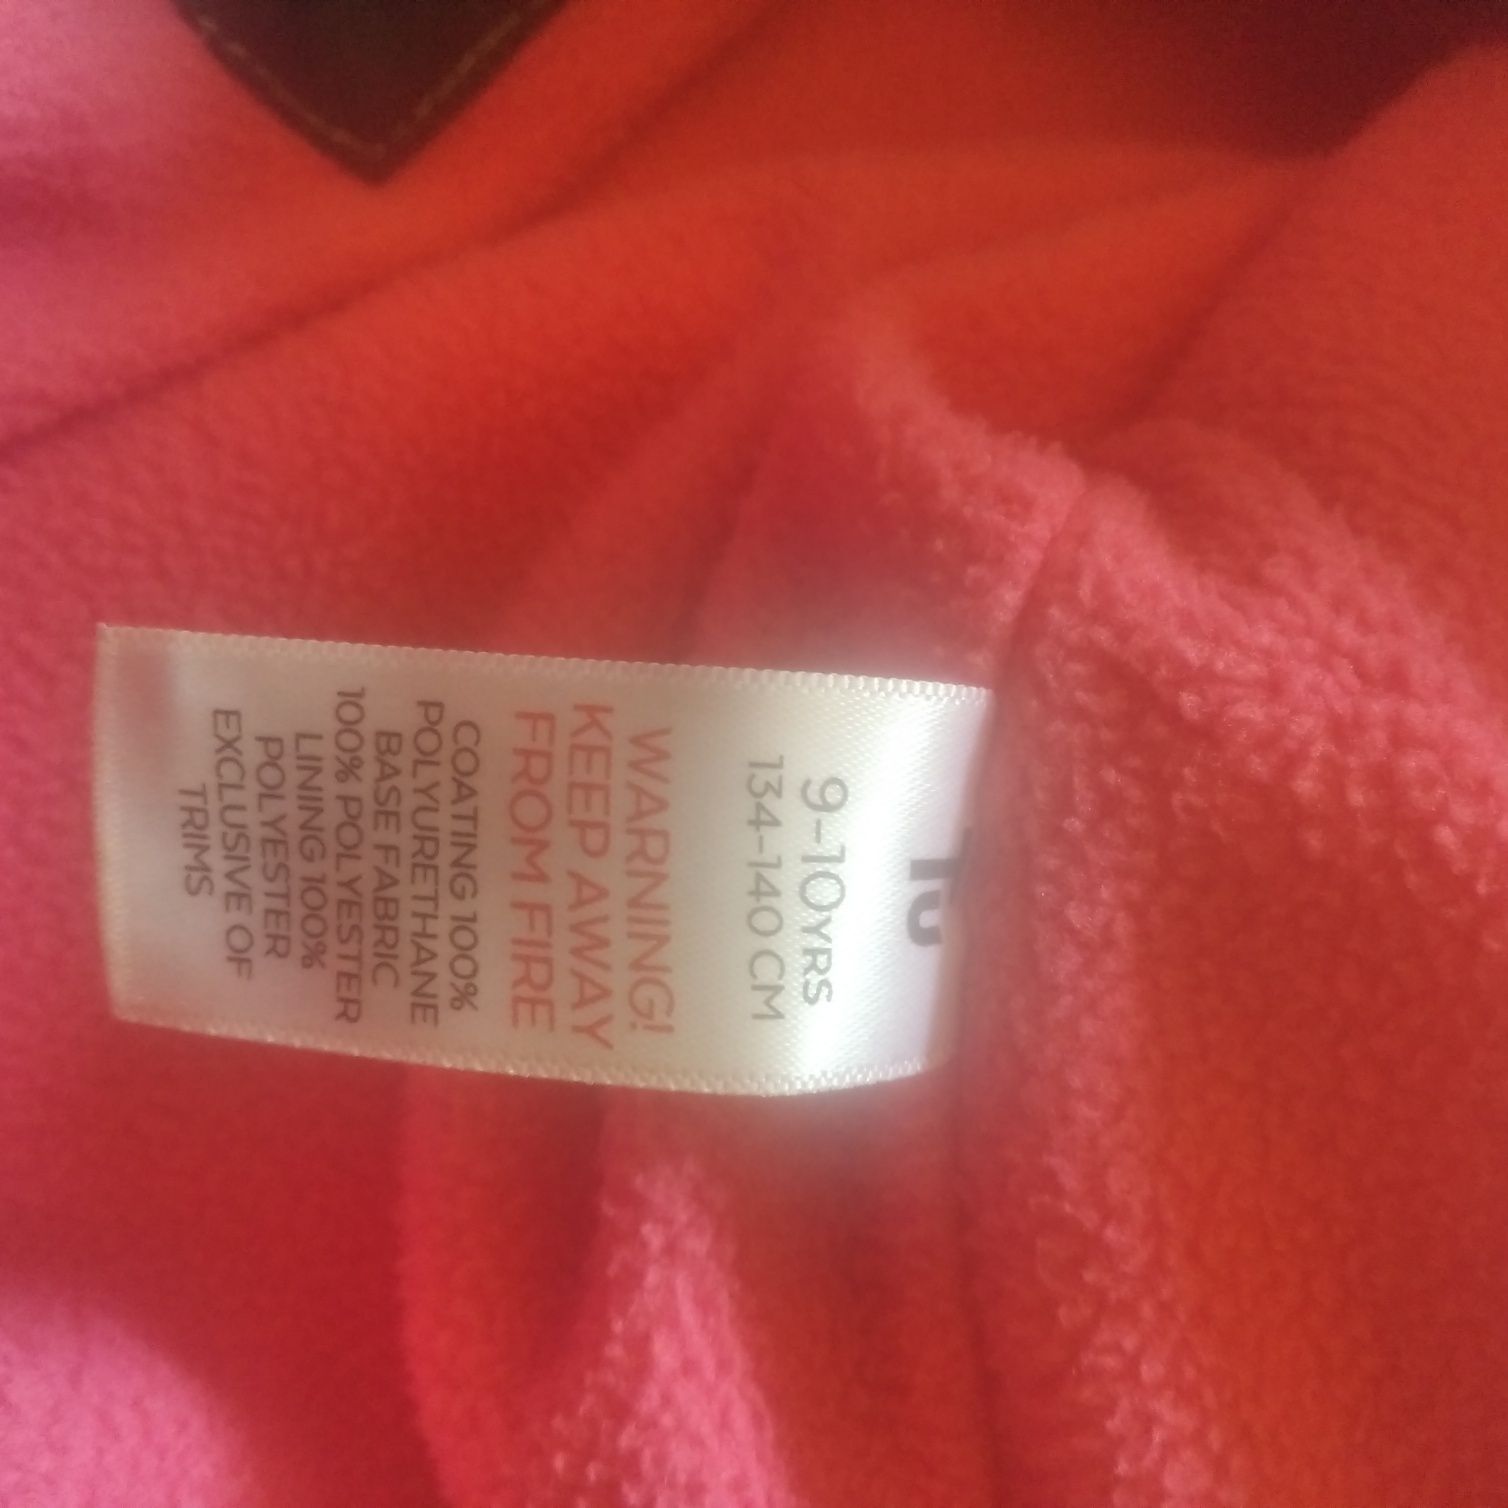 10
9-10YRS
134-140 CM
WARNING!
KEEP AWAY
FROM FIRE
COATING 100%
POLYURETHANE
BASE FABRIC
100% POLYESTER
LINING 100%
POLYESTER
EXCLUSIVE OF
TRIMS